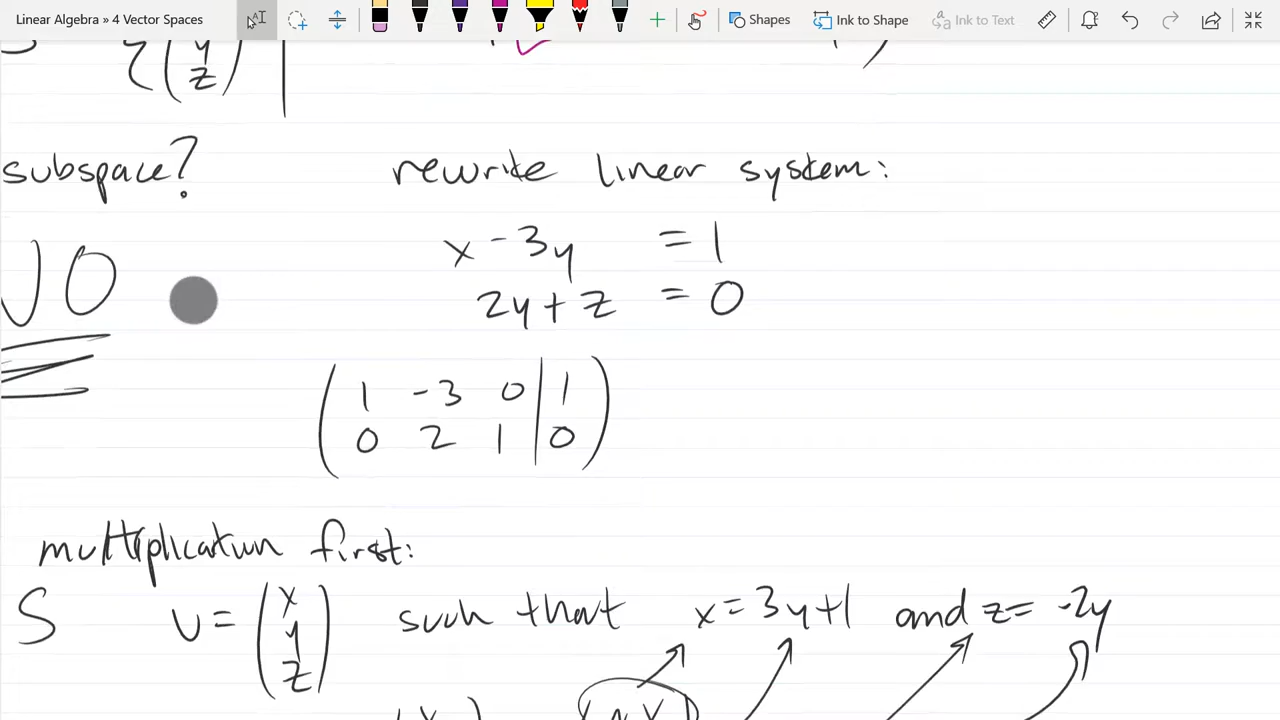 Linear Algebra » 4 Vector Spaces
Shapes
Ink to Shape
Ink to Text
{(y
z)|
subspace?
rewrite linear system:
NO
x - 3y = 1
2y + z = 0
(1 -3 0 | 1
0 2 1 | 0)
multiplication first:
S
v = (x
y
z)
such that x = 3y+1 and z = -2y